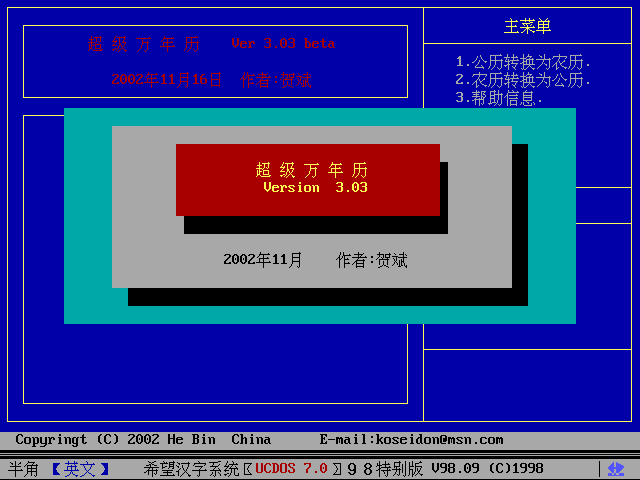 超 级 万 年 历    Ver 3.03 beta
2002年11月16日  作者:贺斌
主菜单
1.公历转换为农历.
2.农历转换为公历.
3.帮助信息.
超 级 万 年 历
Version  3.03
2002年11月    作者:贺斌
Copyringt (C) 2002 He Bin  China      E-mail:koseidon@msn.com
半角 【英文】    希望汉字系统〖UCDOS 7.0〗９８特别版 V98.09 (C)1998